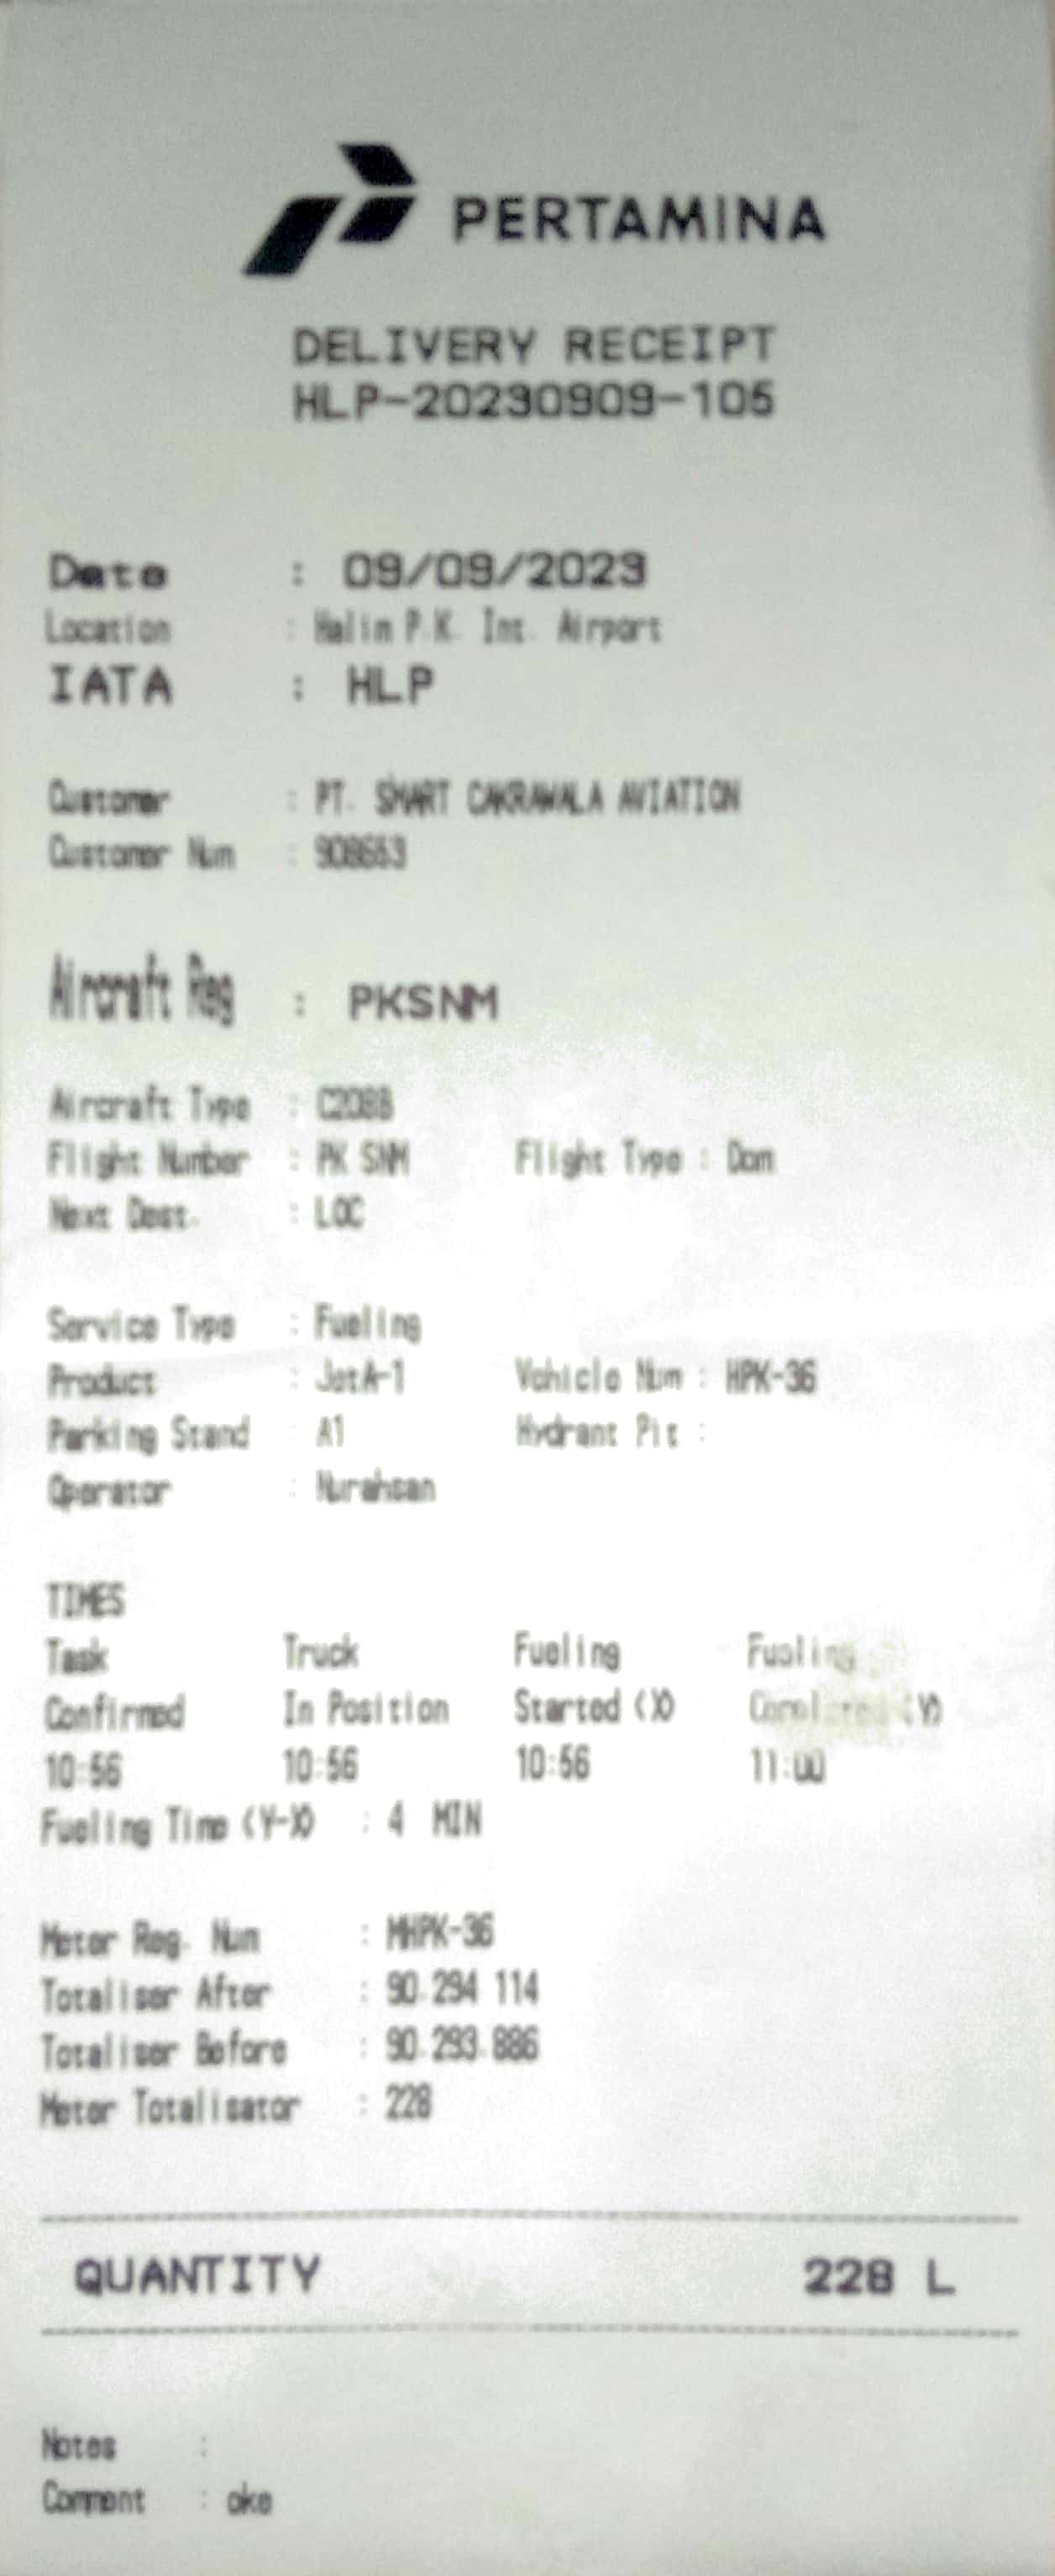 PERTAMINA
DELIVERY RECEIPT
HLP-20230909-105
Date : 09/09/2023
Location : Halim P.K. Int. Airport
IATA : HLP
Customer : PT. SMART CAKRAWALA AVIATION
Customer Num : 908653
Aircraft Reg : PKSNM
Aircraft Type : C208B
Flight Number : PK SNM Flight Type : Dom
Next Dest. : LOC
Service Type : Fueling
Product : JetA-1 Vehicle Num : HPK-36
Parking Stand A1 Hydrant Pit :
Operator : Nurahsan
TIMES
Task Truck Fueling Fueling
Confirmed In Position Started (X) Completed (Y)
10:56 10:56 10:56 11:00
Fueling Time (Y-X) : 4 MIN
Meter Reg. Num : MHPK-36
Totaliser After : 90.294.114
Totaliser Before : 90.293.886
Meter Totalisator : 228
QUANTITY 228 L
Notes :
Comment : oke